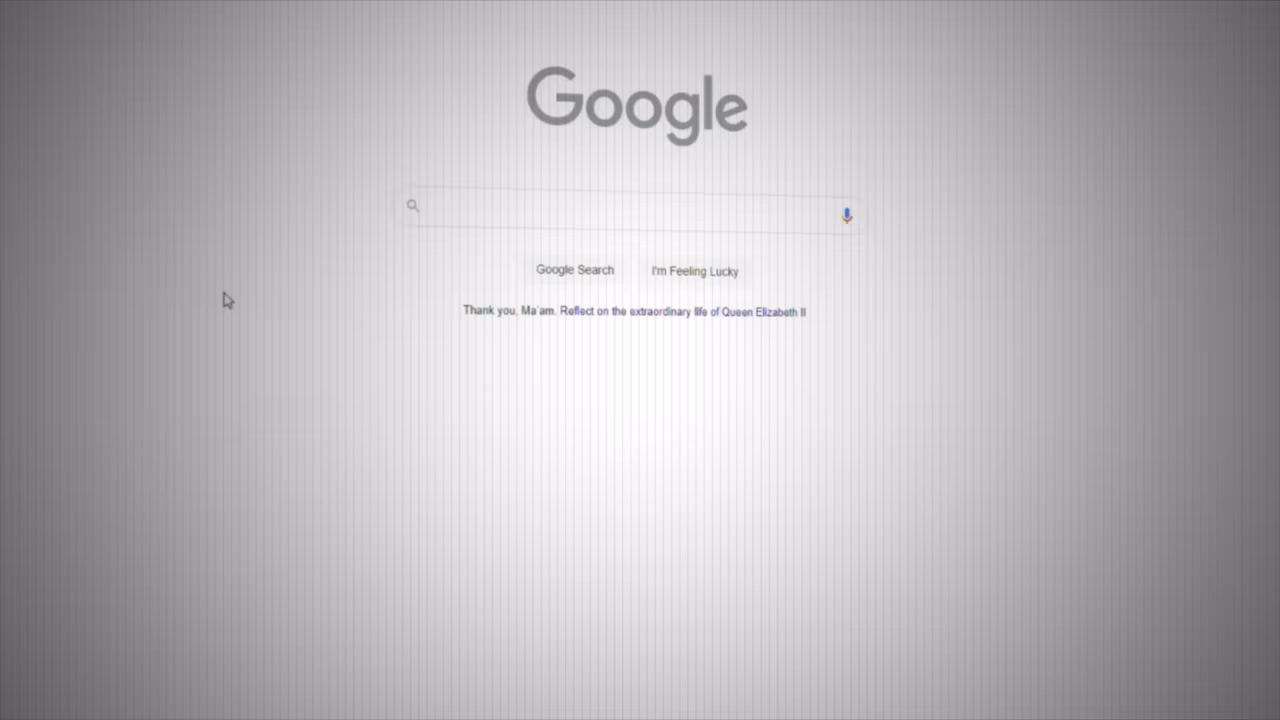 Google
Google Search I'm Feeling Lucky
Thank you, Ma'am. Reflect on the extraordinary life of Queen Elizabeth II